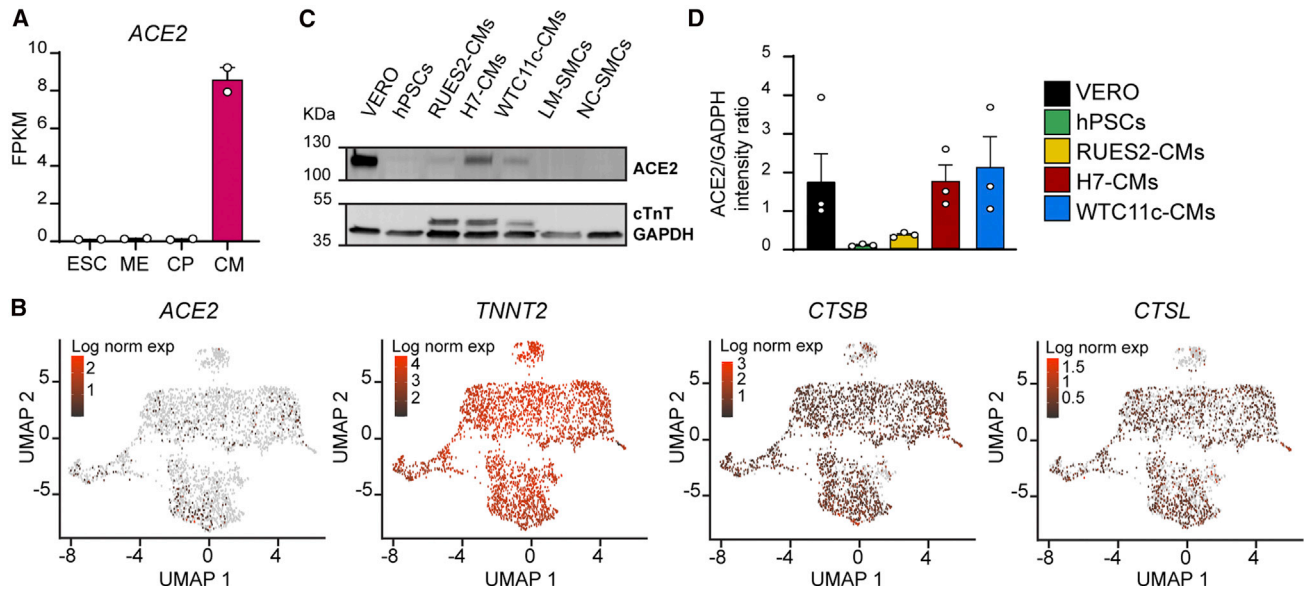 A
ACE2
FPKM
10
8
6
4
2
0
ESC ME CP CM
C
VERO
hPSCs
RUES2-CMs
H7-CMs
WTC11c-CMs
LM-SMCs
NC-SMCs
KDa
130
100
ACE2
55
35
cTnT
GAPDH
D
ACE2/GADPH
intensity ratio
5
4
3
2
1
0
VERO
hPSCs
RUES2-CMs
H7-CMs
WTC11c-CMs
B
ACE2
Log norm exp
2
1
UMAP 2
5
0
-5
-8 -4 0 4
UMAP 1
TNNT2
Log norm exp
4
3
2
UMAP 2
5
0
-5
-8 -4 0 4
UMAP 1
CTSB
Log norm exp
3
2
1
UMAP 2
5
0
-5
-8 -4 0 4
UMAP 1
CTSL
Log norm exp
1.5
0.5
UMAP 2
5
0
-5
-8 -4 0 4
UMAP 1